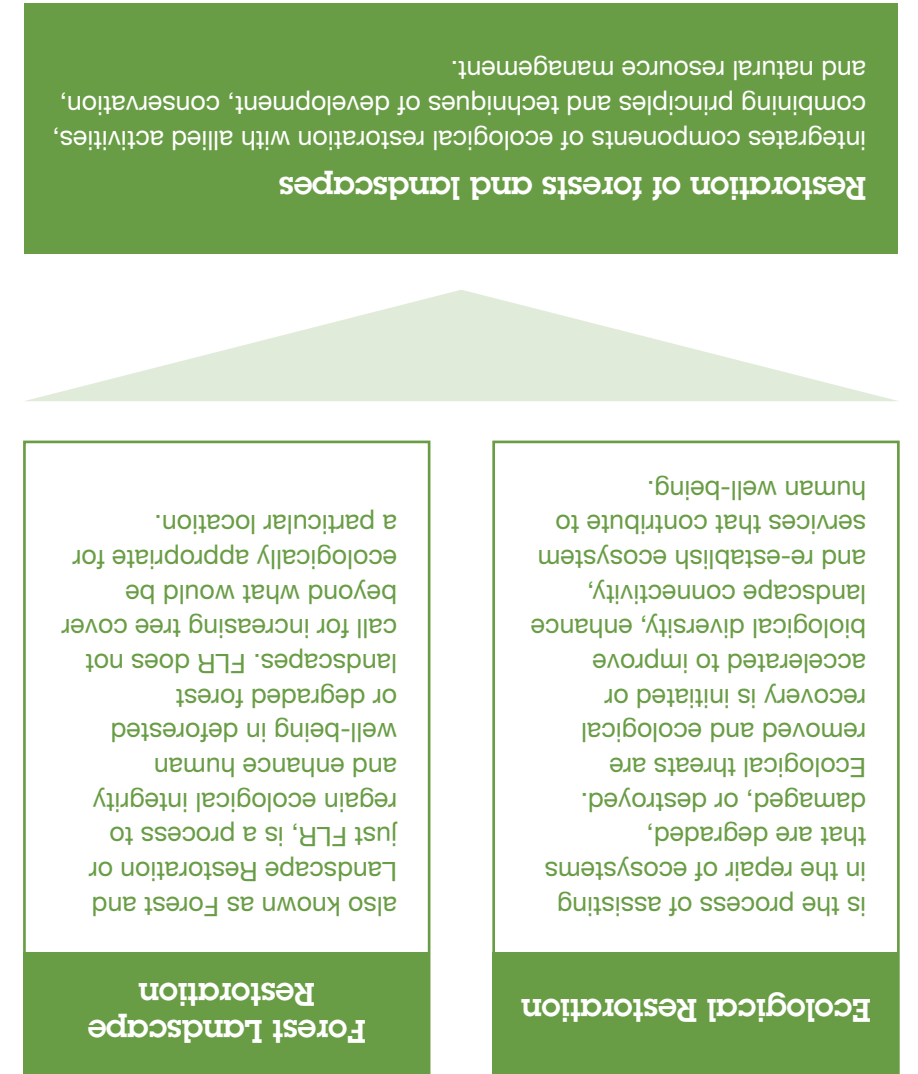 Ecological Restoration
is the process of assisting
in the repair of ecosystems
that are degraded,
damaged, or destroyed.
Ecological threats are
removed and ecological
recovery is initiated or
accelerated to improve
biological diversity, enhance
landscape connectivity,
and re-establish ecosystem
services that contribute to
human well-being.
Forest Landscape
Restoration
also known as Forest and
Landscape Restoration or
just FLR, is a process to
regain ecological integrity
and enhance human
well-being in deforested
or degraded forest
landscapes. FLR does not
call for increasing tree cover
beyond what would be
ecologically appropriate for
a particular location.
Restoration of forests and landscapes
integrates components of ecological restoration with allied activities,
combining principles and techniques of development, conservation,
and natural resource management.